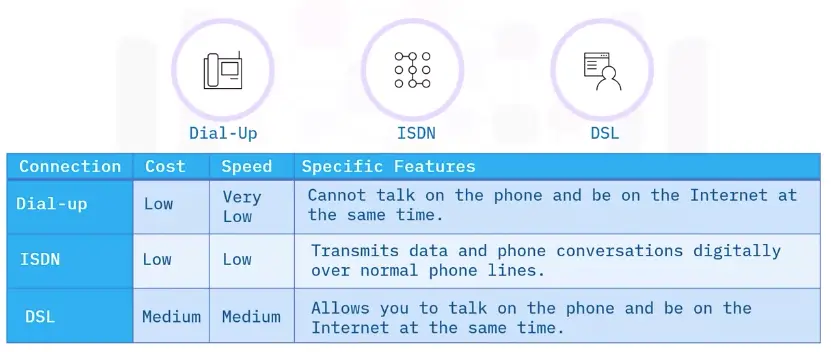 Dial-Up ISDN DSL
Connection Cost Speed Specific Features
Dial-up Low Very Low Cannot talk on the phone and be on the Internet at
the same time.
ISDN Low Low Transmits data and phone conversations digitally
over normal phone lines.
DSL Medium Medium Allows you to talk on the phone and be on the
Internet at the same time.